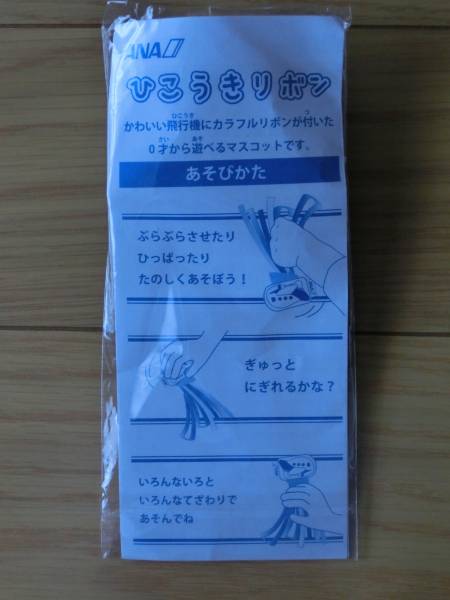 ANA
ひこうきリボン
かわいい飛行機にカラフルリボンが付いた
0才から遊べるマスコットです。
あそびかた
ぶらぶらさせたり
ひっぱったり
たのしくあそぼう!
ぎゅっと
にぎれるかな?
いろんないろと
いろんなてざわりで
あそんでね